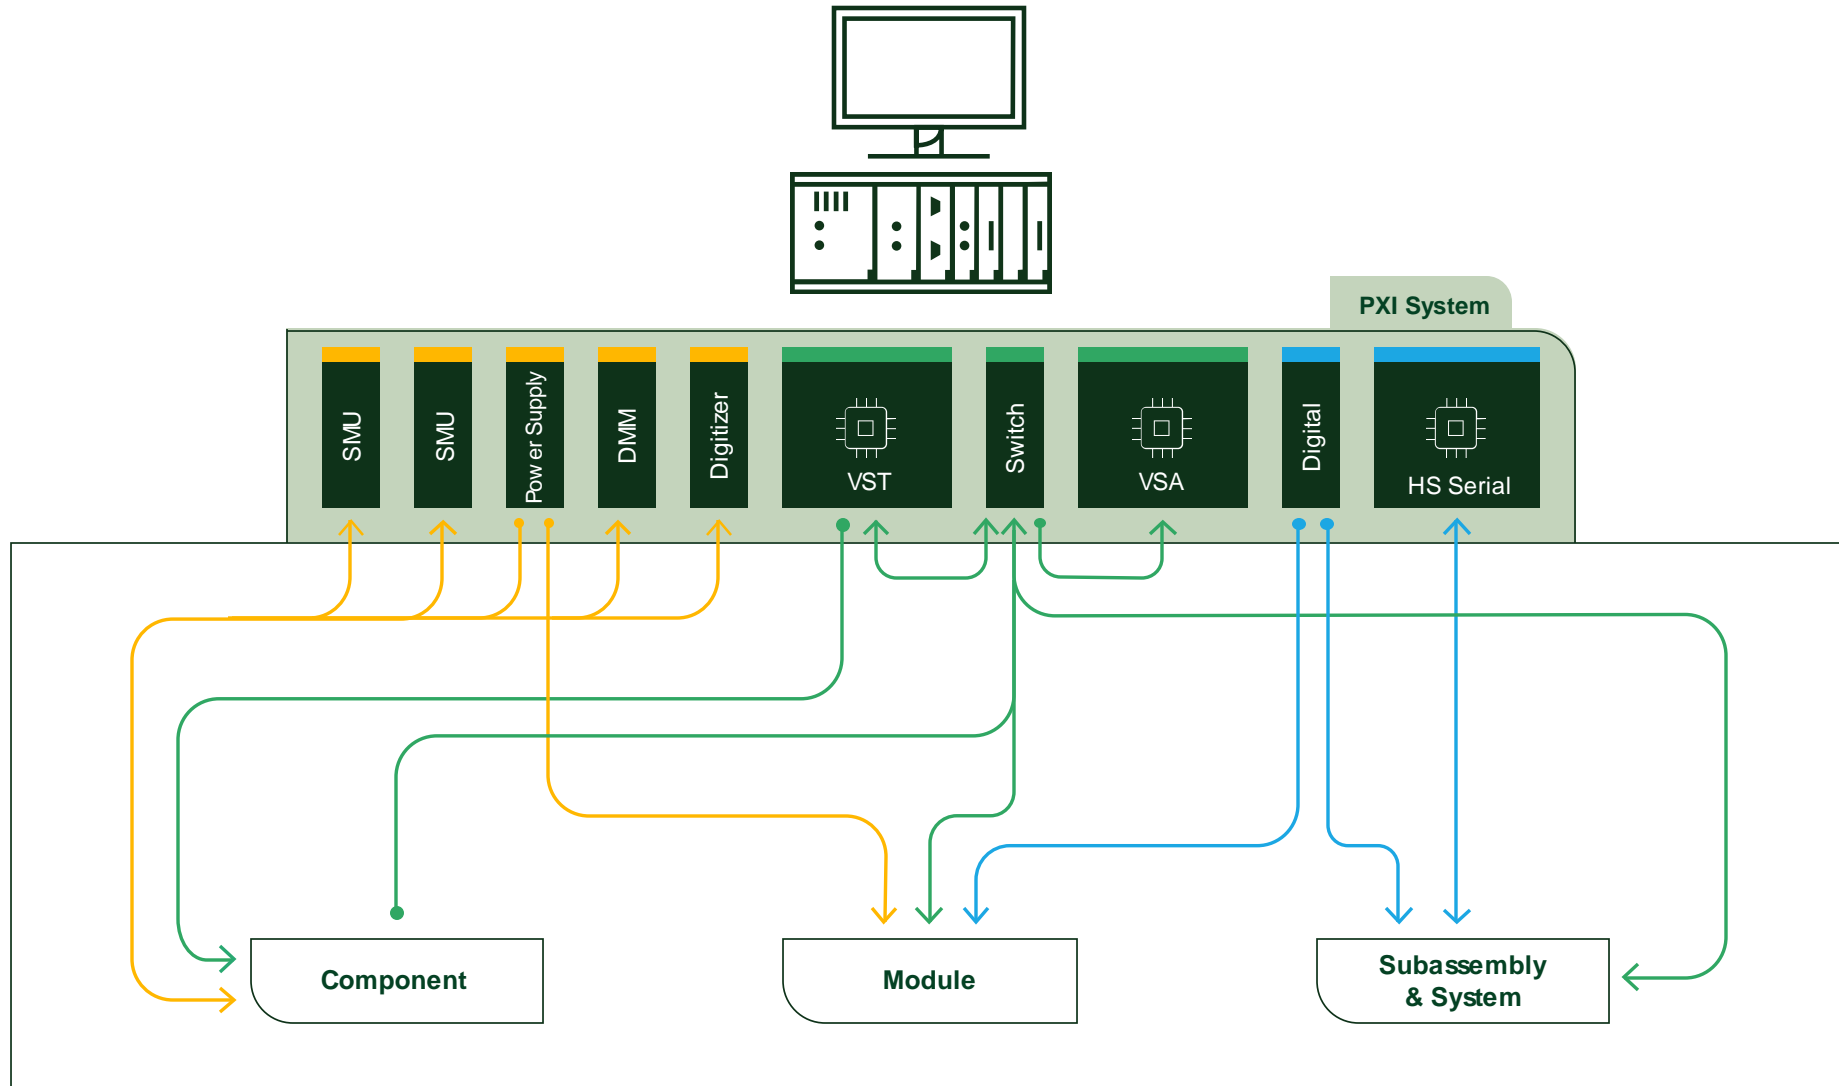 PXI System
SMU
SMU
Power Supply
DMM
Digitizer
VST
Switch
VSA
Digital
HS Serial
Component
Module
Subassembly
& System